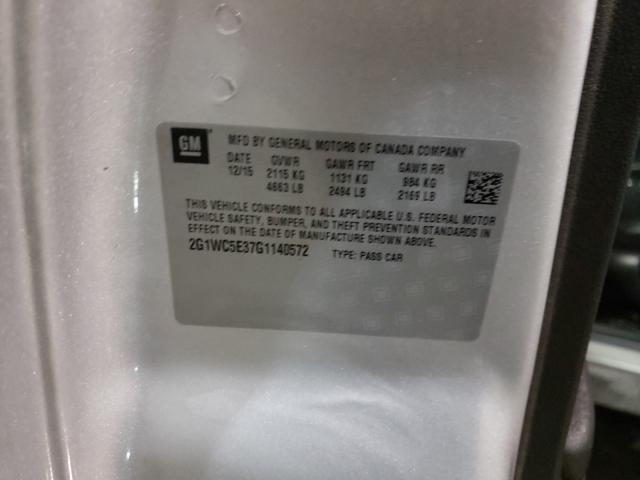 GM MFD BY GENERAL MOTORS OF CANADA COMPANY
DATE GVWR GAWR FRT GAWR RR
12/15 2115 KG 1131 KG 984 KG
4663 LB 2494 LB 2169 LB
THIS VEHICLE CONFORMS TO ALL APPLICABLE U.S. FEDERAL MOTOR
VEHICLE SAFETY, BUMPER, AND THEFT PREVENTION STANDARDS IN
EFFECT ON THE DATE OF MANUFACTURE SHOWN ABOVE.
2G1WC5E37G1140572 TYPE: PASS CAR